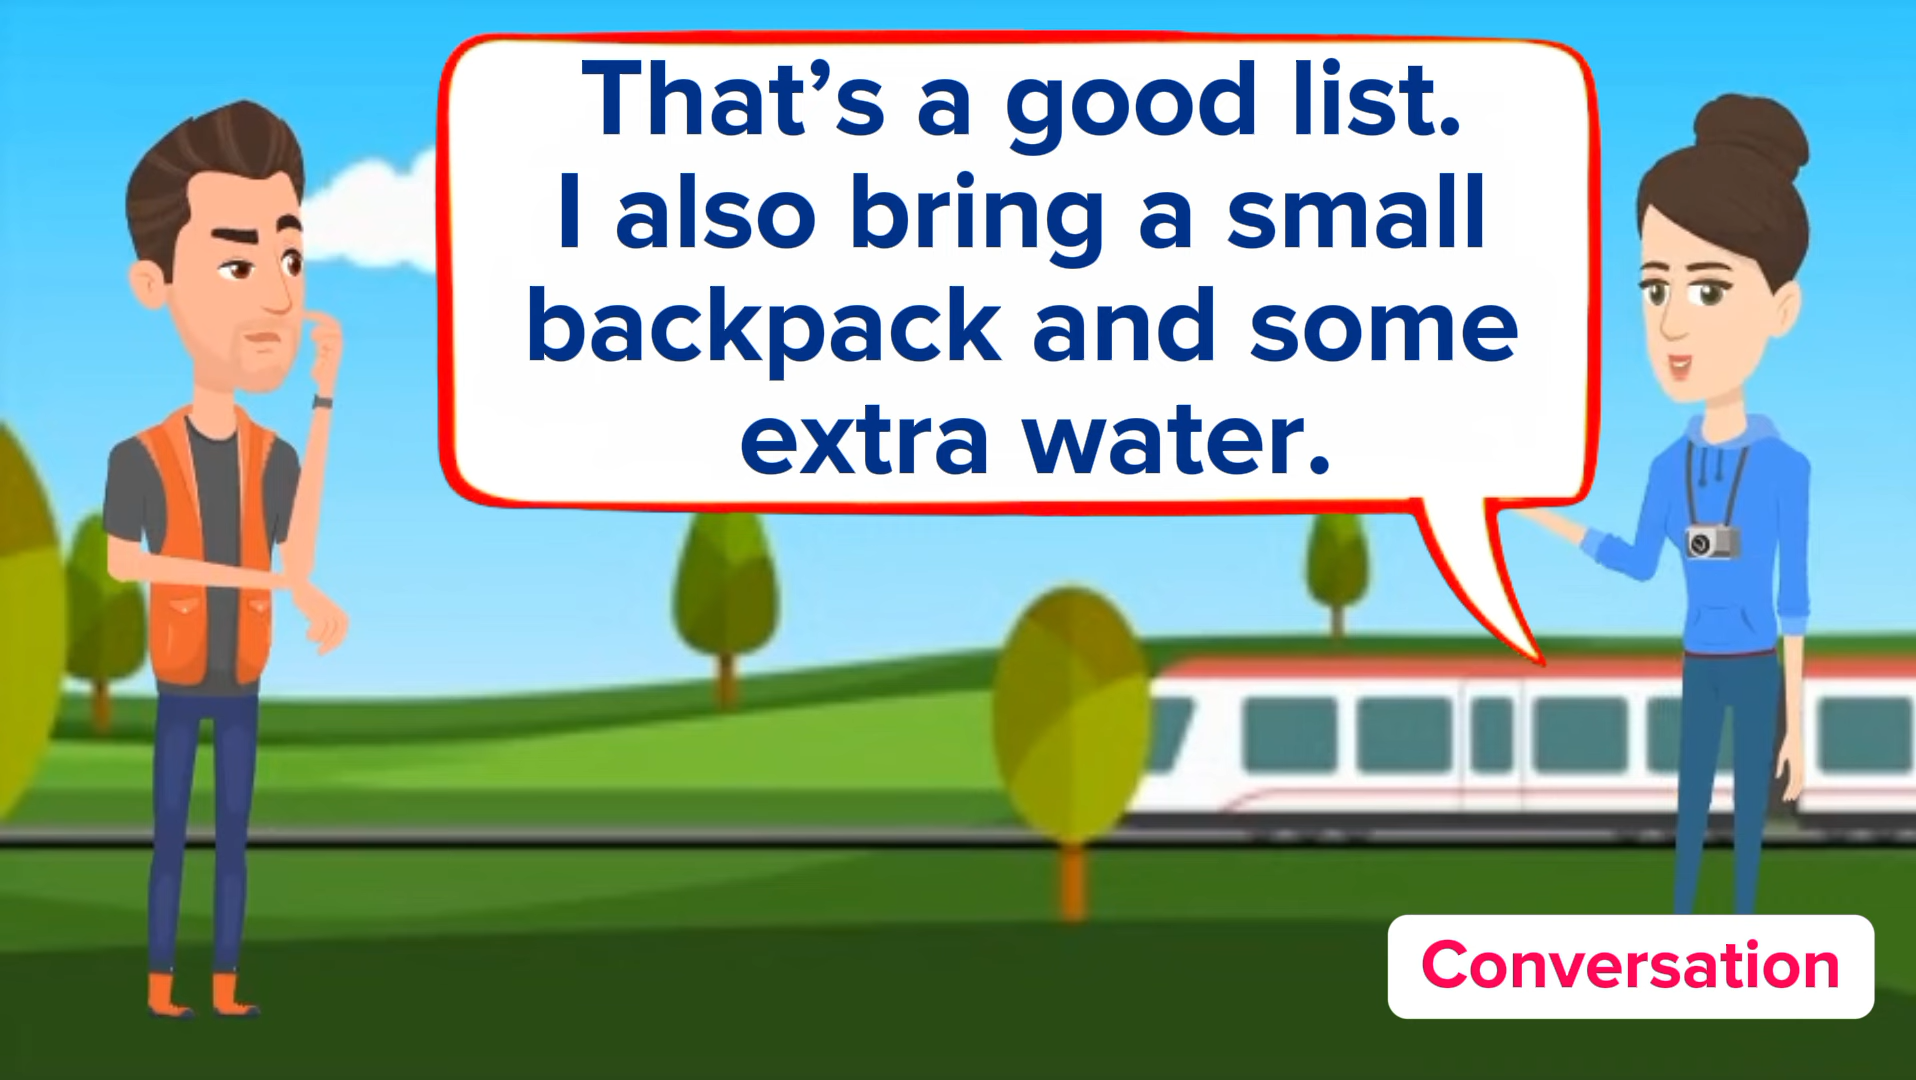 That’s a good list.
I also bring a small
backpack and some
extra water.
Conversation